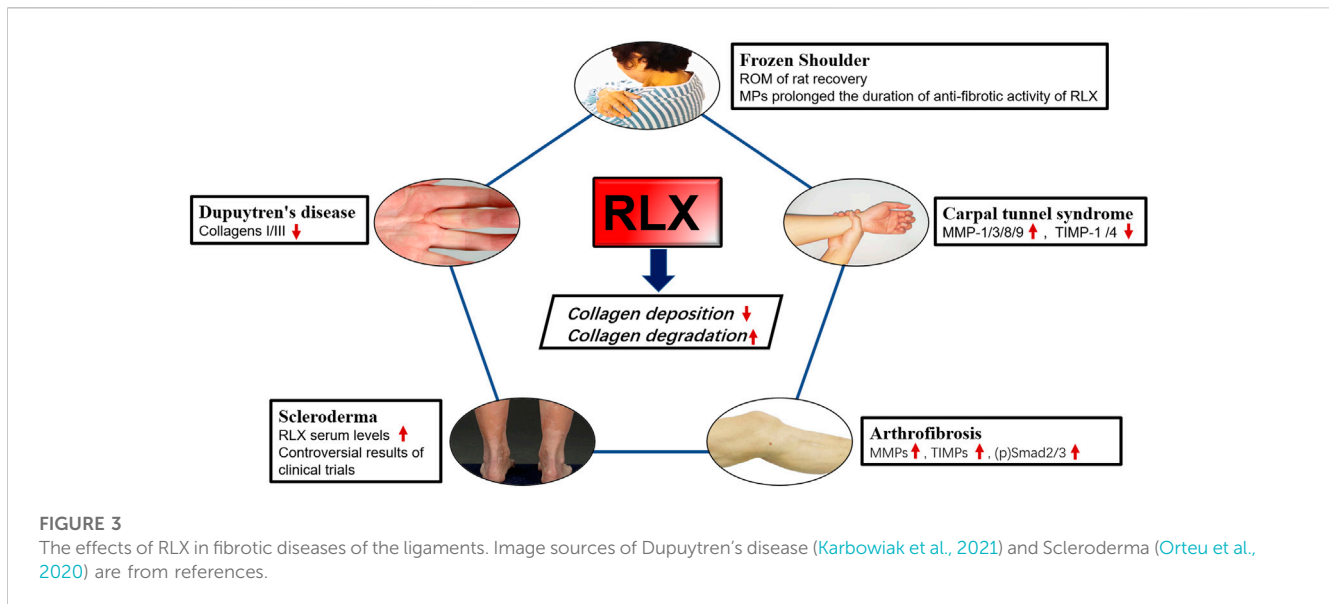 Frozen Shoulder
ROM of rat recovery
MPs prolonged the duration of anti-fibrotic activity of RLX
Dupuytren's disease
Collagens I/III ↓
RLX
Carpal tunnel syndrome
MMP-1/3/8/9 ↑ , TIMP-1 /4 ↓
Collagen deposition ↓
Collagen degradation ↑
Scleroderma
RLX serum levels ↑
Controversial results of
clinical trials
Arthrofibrosis
MMPs ↑ , TIMPs ↑ , (p)Smad2/3 ↑
FIGURE 3
The effects of RLX in fibrotic diseases of the ligaments. Image sources of Dupuytren’s disease (Karbowiak et al., 2021) and Scleroderma (Orteu et al.,
2020) are from references.